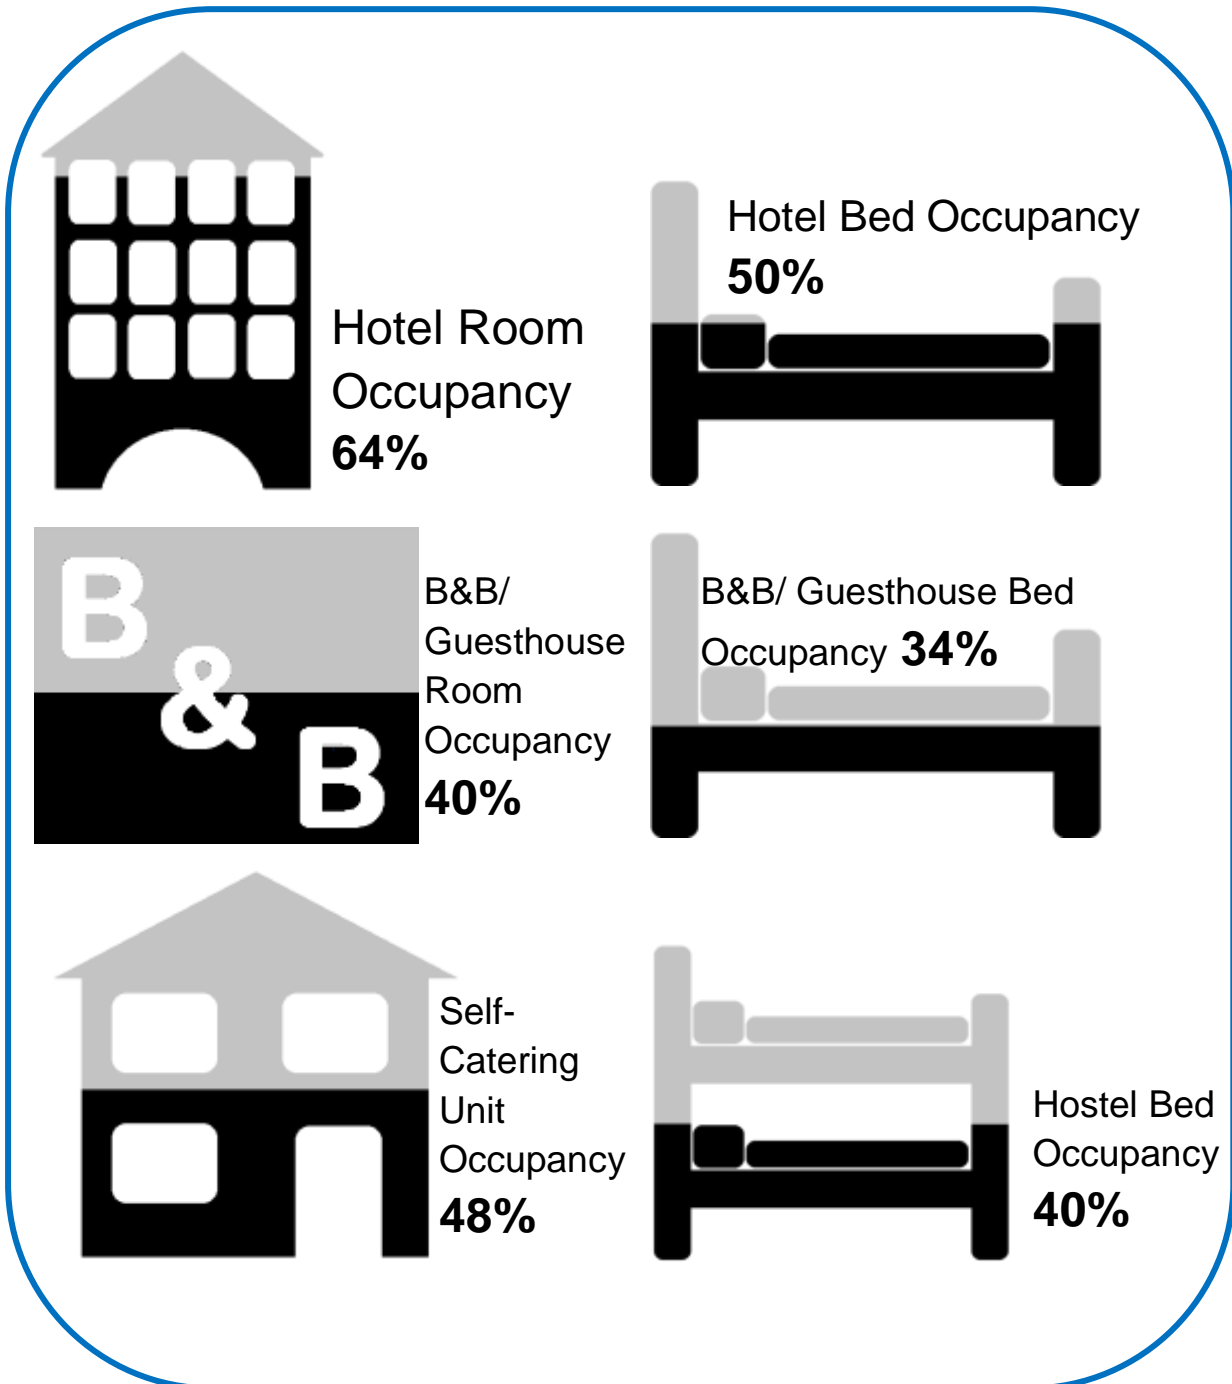 Hotel Room
Occupancy
64%
Hotel Bed Occupancy
50%
B
&
B
B&B/
Guesthouse
Room
Occupancy
40%
B&B/ Guesthouse Bed
Occupancy 34%
Self-
Catering
Unit
Occupancy
48%
Hostel Bed
Occupancy
40%